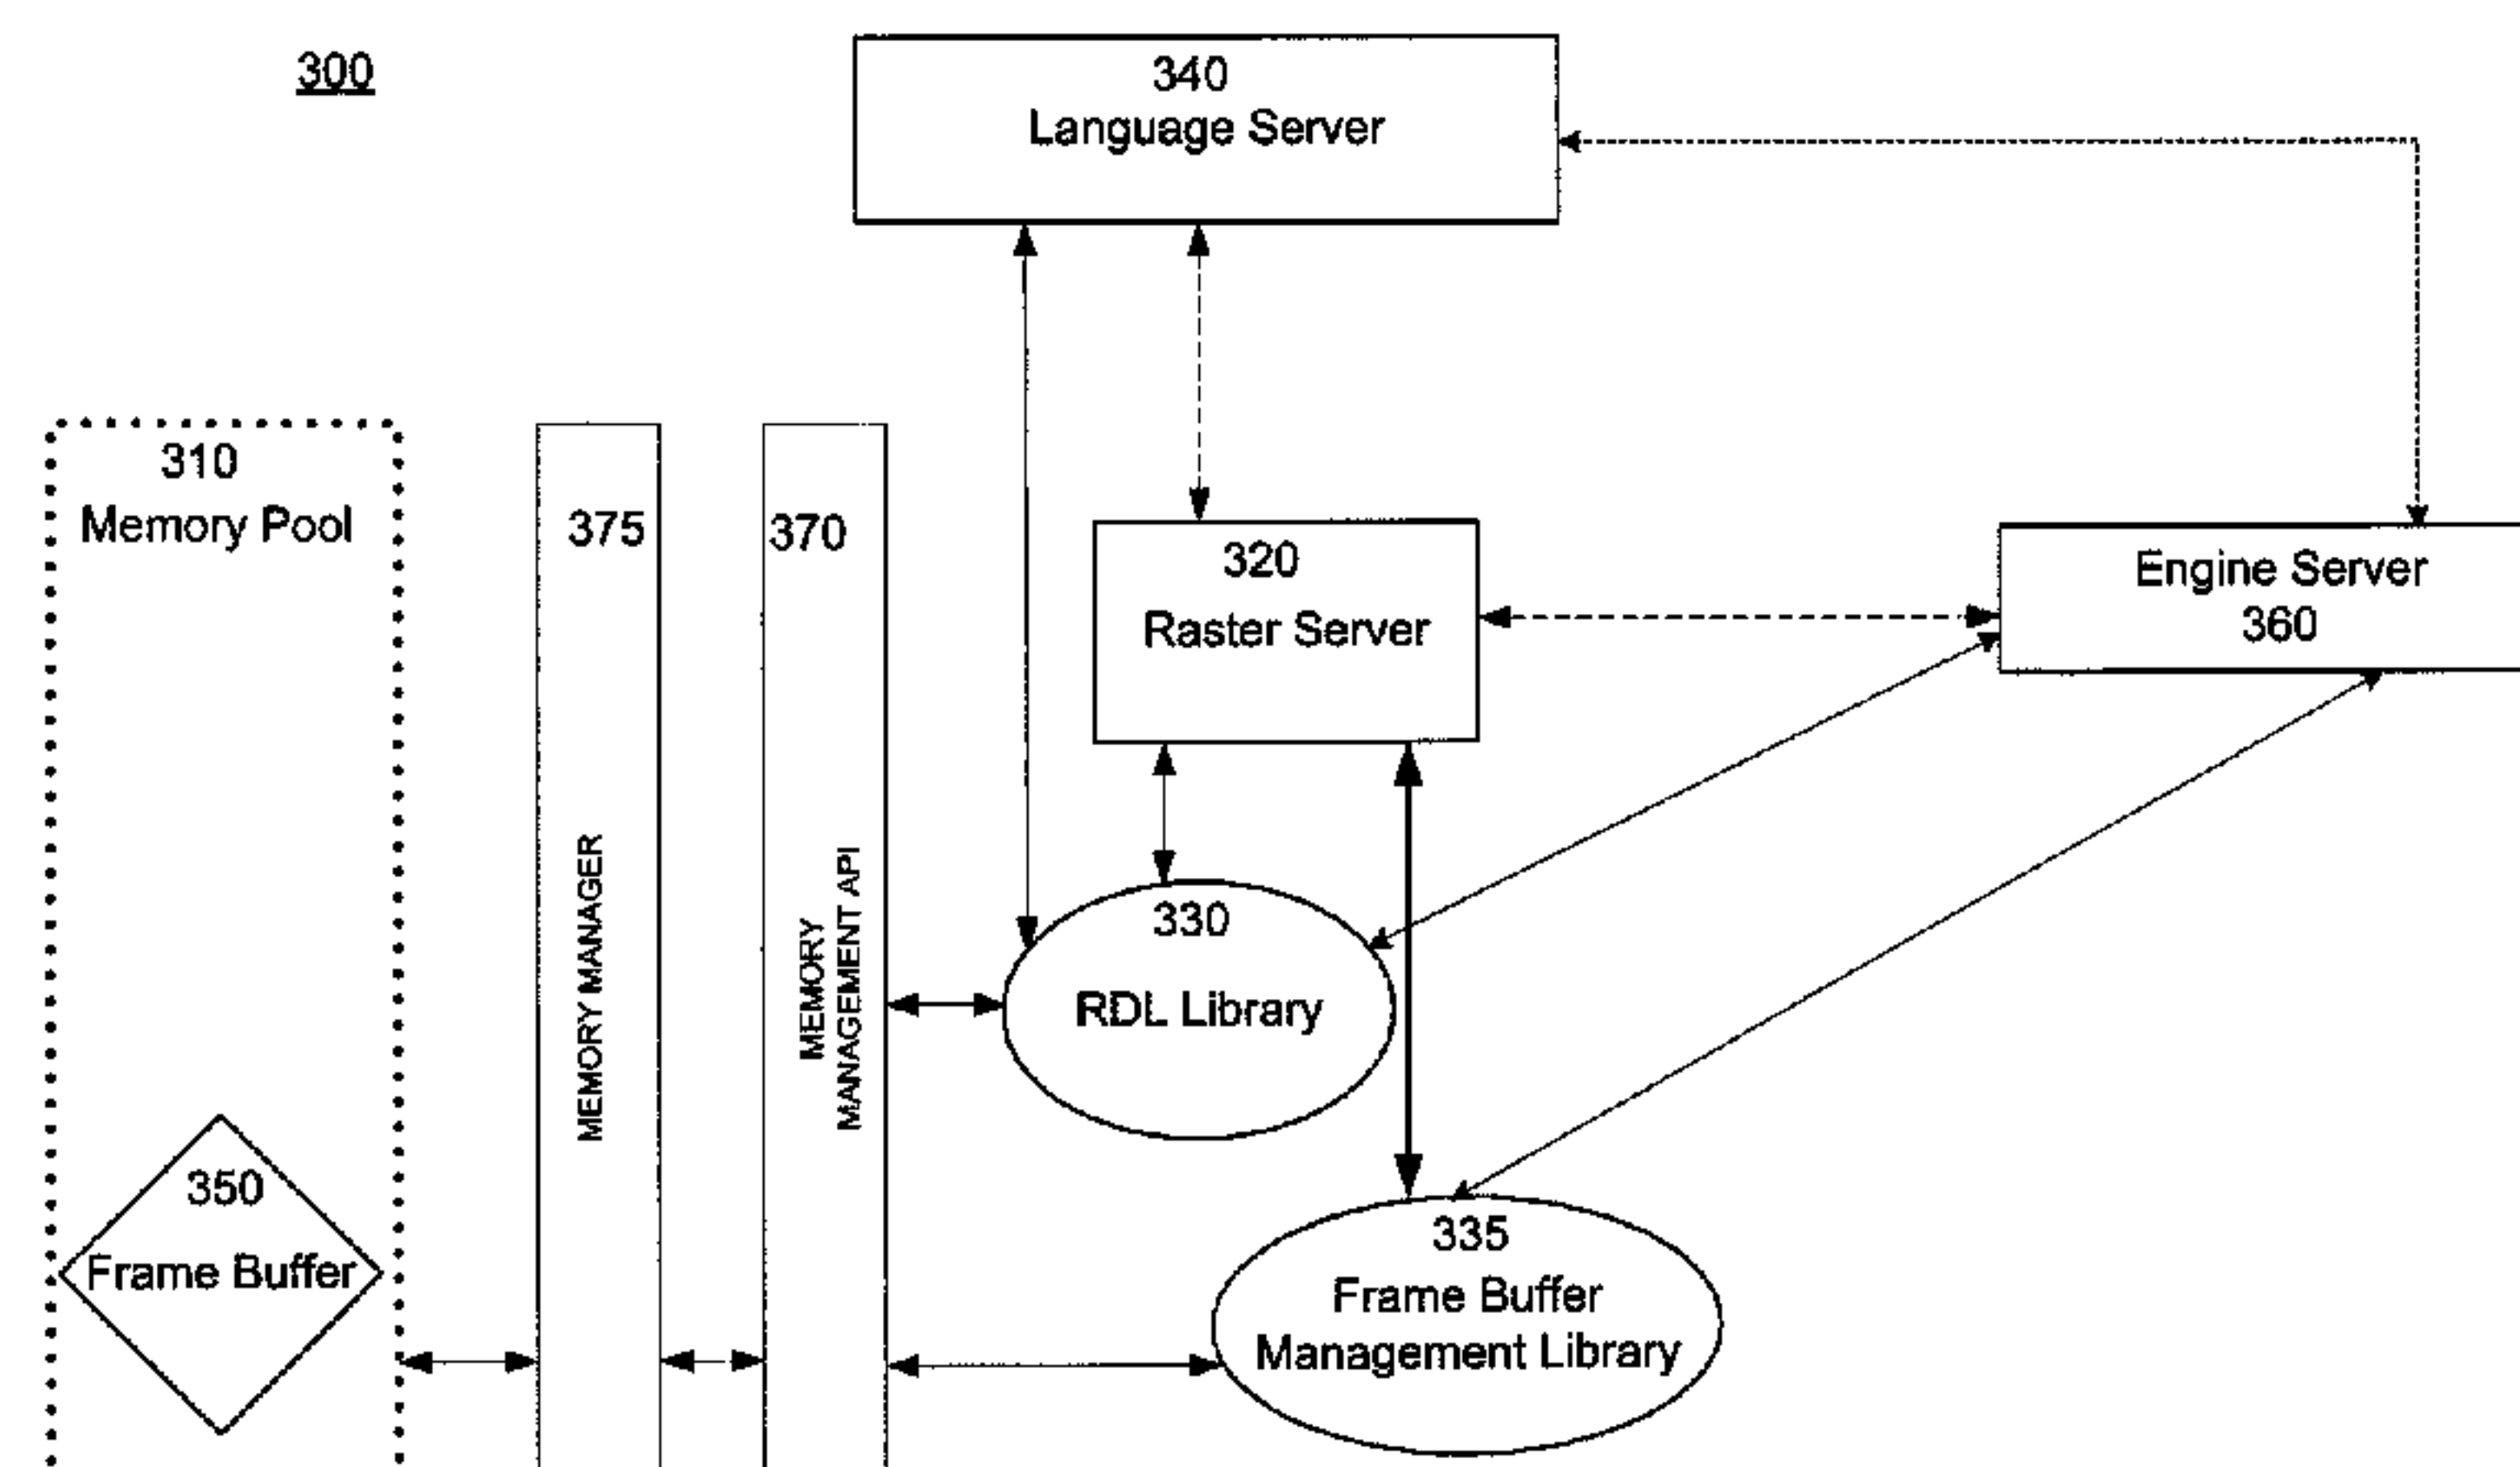 300
340
Language Server
310
Memory Pool
375
370
320
Raster Server
Engine Server
360
MEMORY MANAGER
MEMORY
MANAGEMENT API
330
RDL Library
350
Frame Buffer
335
Frame Buffer
Management Library